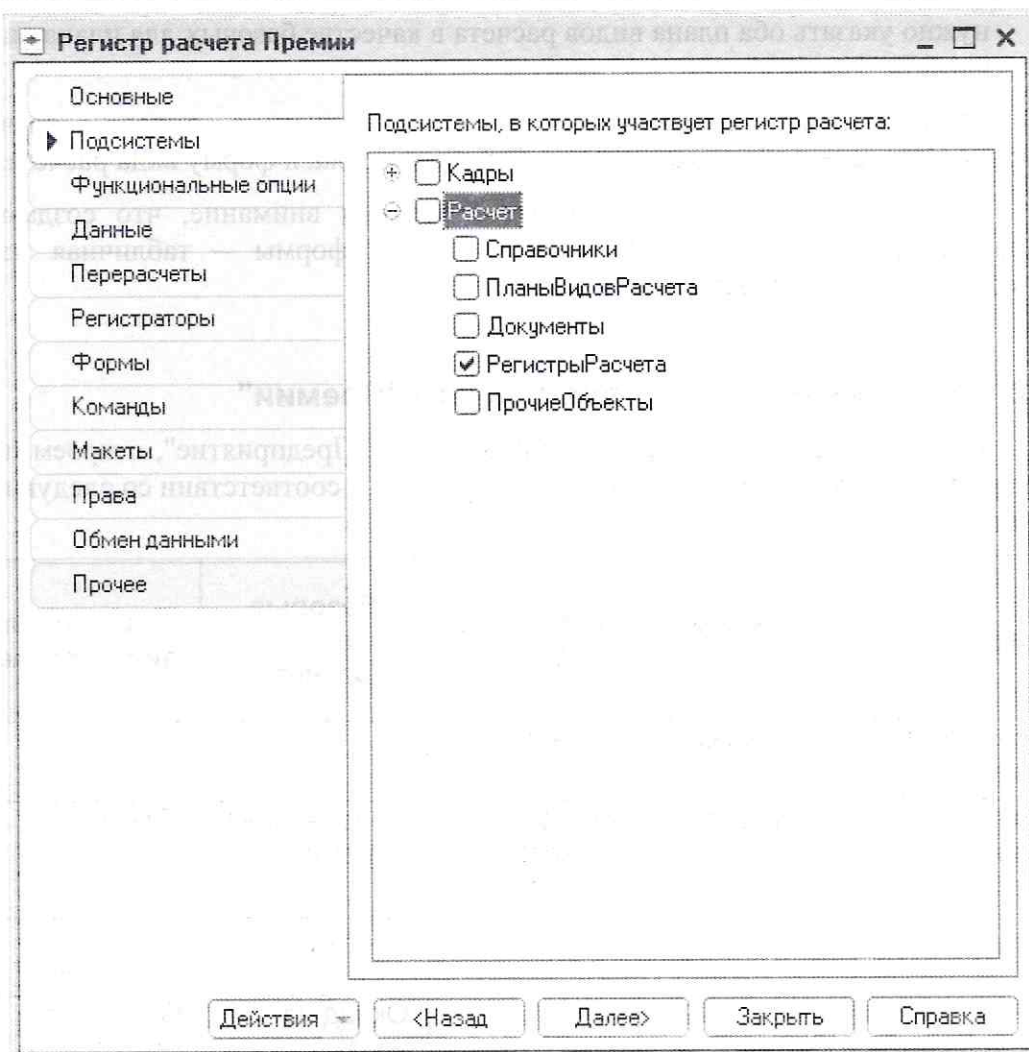 Регистр расчета Премии
Основные
Подсистемы
Функциональные опции
Данные
Перерасчеты
Регистраторы
Формы
Команды
Макеты
Права
Обмен данными
Прочее
Подсистемы, в которых участвует регистр расчета:
Кадры
Расчет
Справочники
ПланыВидовРасчета
Документы
РегистрыРасчета
ПрочиеОбъекты
Действия
<Назад
Далее>
Закрыть
Справка